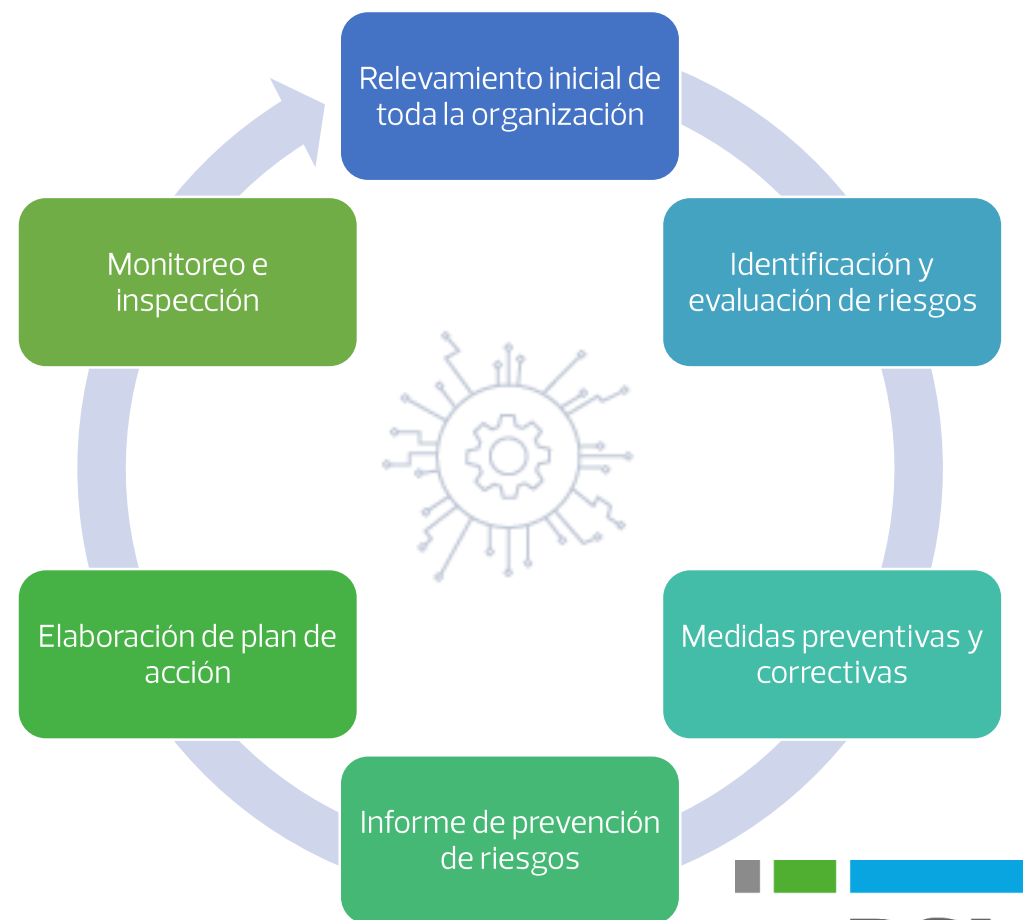 Relevamiento inicial de
toda la organización
Identificación y
evaluación de riesgos
Medidas preventivas y
correctivas
Informe de prevención
de riesgos
Elaboración de plan de
acción
Monitoreo e
inspección